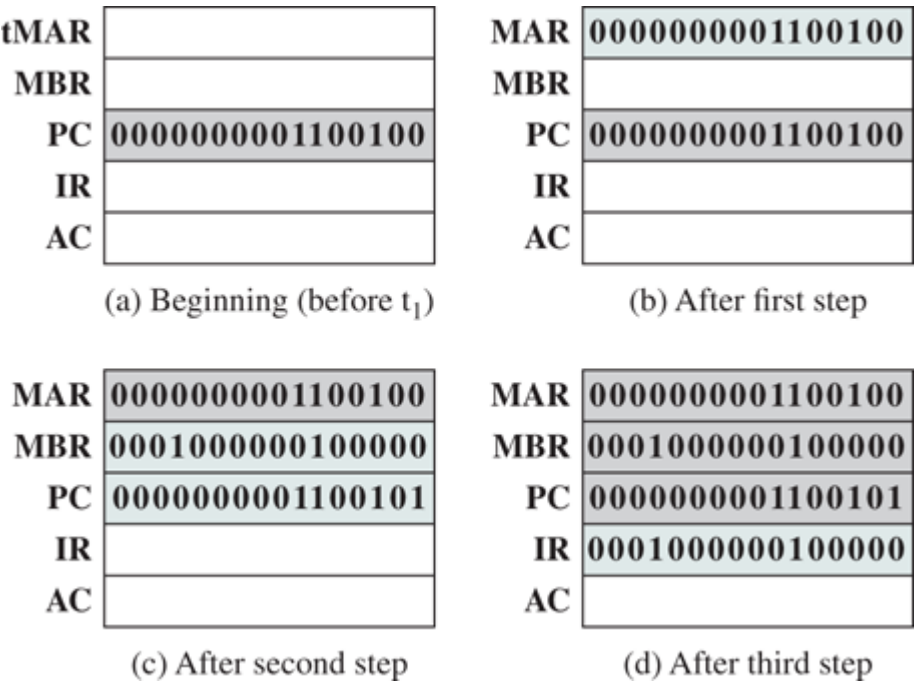 tMAR
MBR
PC 0000000001100100
IR
AC
(a) Beginning (before t1)
MAR 0000000001100100
MBR
PC 0000000001100100
IR
AC
(b) After first step
MAR 0000000001100100
MBR 0001000000100000
PC 0000000001100101
IR
AC
(c) After second step
MAR 0000000001100100
MBR 0001000000100000
PC 0000000001100101
IR 0001000000100000
AC
(d) After third step